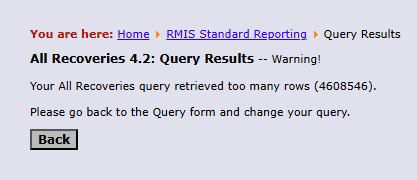 You are here: Home RMIS Standard Reporting Query Results
All Recoveries 4.2: Query Results -- Warning!
Your All Recoveries query retrieved too many rows (4608546).
Please go back to the Query form and change your query.
Back